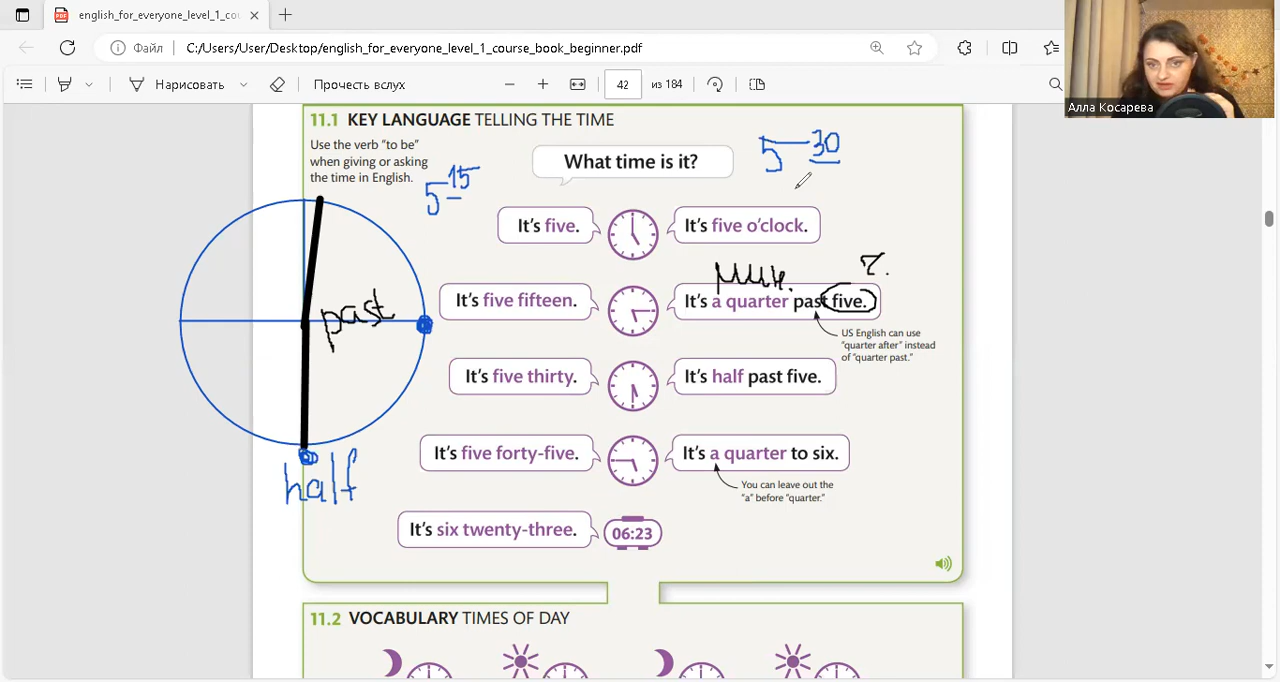 english_for_everyone_level_1_cou
Файл C:/Users/User/Desktop/english_for_everyone_level_1_course_book_beginner.pdf
Нарисовать Прочесть вслух 42 из 184
Алла Косарева
11.1 KEY LANGUAGE TELLING THE TIME
Use the verb "to be"
when giving or asking
the time in English.
What time is it?
5 15
5 30
It's five.
It's five o'clock.
мин. ч.
It's five fifteen.
It's a quarter past five.
past
US English can use
"quarter after" instead
of "quarter past."
It's five thirty.
It's half past five.
half
It's five forty-five.
It's a quarter to six.
You can leave out the
"a" before "quarter."
It's six twenty-three.
06:23
11.2 VOCABULARY TIMES OF DAY